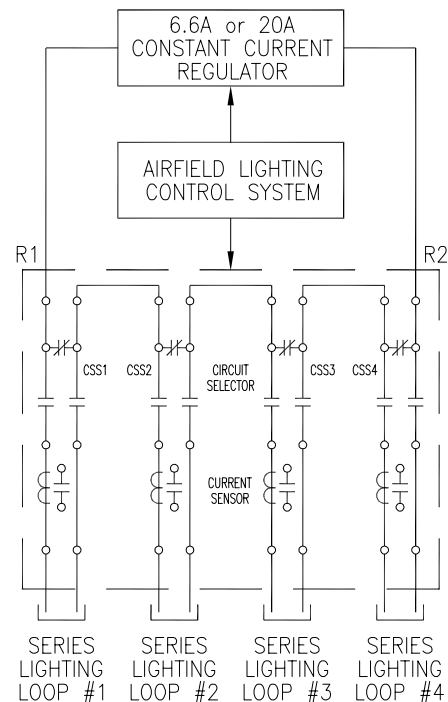 6.6A or 20A
CONSTANT CURRENT
REGULATOR
AIRFIELD LIGHTING
CONTROL SYSTEM
R1
R2
CSS1
CSS2
CIRCUIT
SELECTOR
CSS3
CSS4
CURRENT
SENSOR
SERIES
LIGHTING
LOOP #1
SERIES
LIGHTING
LOOP #2
SERIES
LIGHTING
LOOP #3
SERIES
LIGHTING
LOOP #4